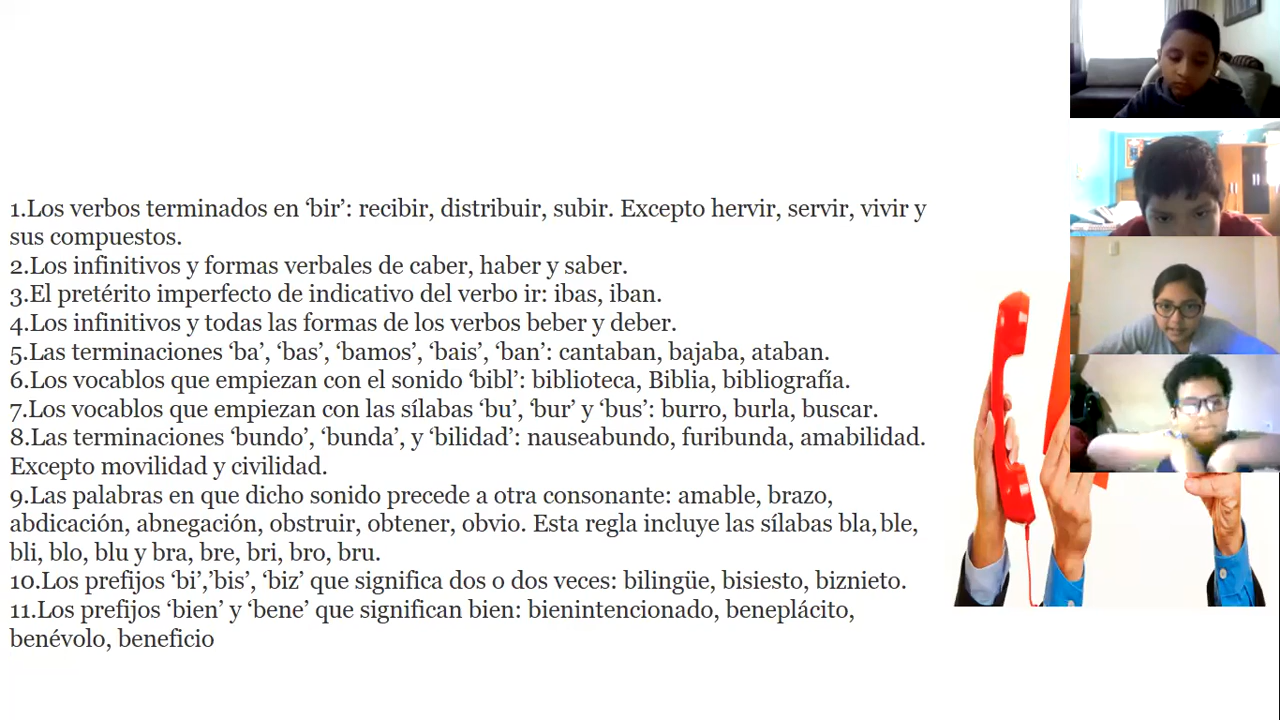 1.Los verbos terminados en ‘bir’: recibir, distribuir, subir. Excepto hervir, servir, vivir y
sus compuestos.
2.Los infinitivos y formas verbales de caber, haber y saber.
3.El pretérito imperfecto de indicativo del verbo ir: ibas, iban.
4.Los infinitivos y todas las formas de los verbos beber y deber.
5.Las terminaciones ‘ba’, ‘bas’, ‘bamos’, ‘bais’, ‘ban’: cantaban, bajaba, ataban.
6.Los vocablos que empiezan con el sonido ‘bibl’: biblioteca, Biblia, bibliografía.
7.Los vocablos que empiezan con las sílabas ‘bu’, ‘bur’ y ‘bus’: burro, burla, buscar.
8.Las terminaciones ‘bundo’, ‘bunda’, y ‘bilidad’: nauseabundo, furibunda, amabilidad.
Excepto movilidad y civilidad.
9.Las palabras en que dicho sonido precede a otra consonante: amable, brazo,
abdicación, abnegación, obstruir, obtener, obvio. Esta regla incluye las sílabas bla, ble,
bli, blo, blu y bra, bre, bri, bro, bru.
10.Los prefijos ‘bi’,’bis’, ‘biz’ que significa dos o dos veces: bilingüe, bisiesto, biznieto.
11.Los prefijos ‘bien’ y ‘bene’ que significan bien: bienintencionado, beneplácito,
benévolo, beneficio